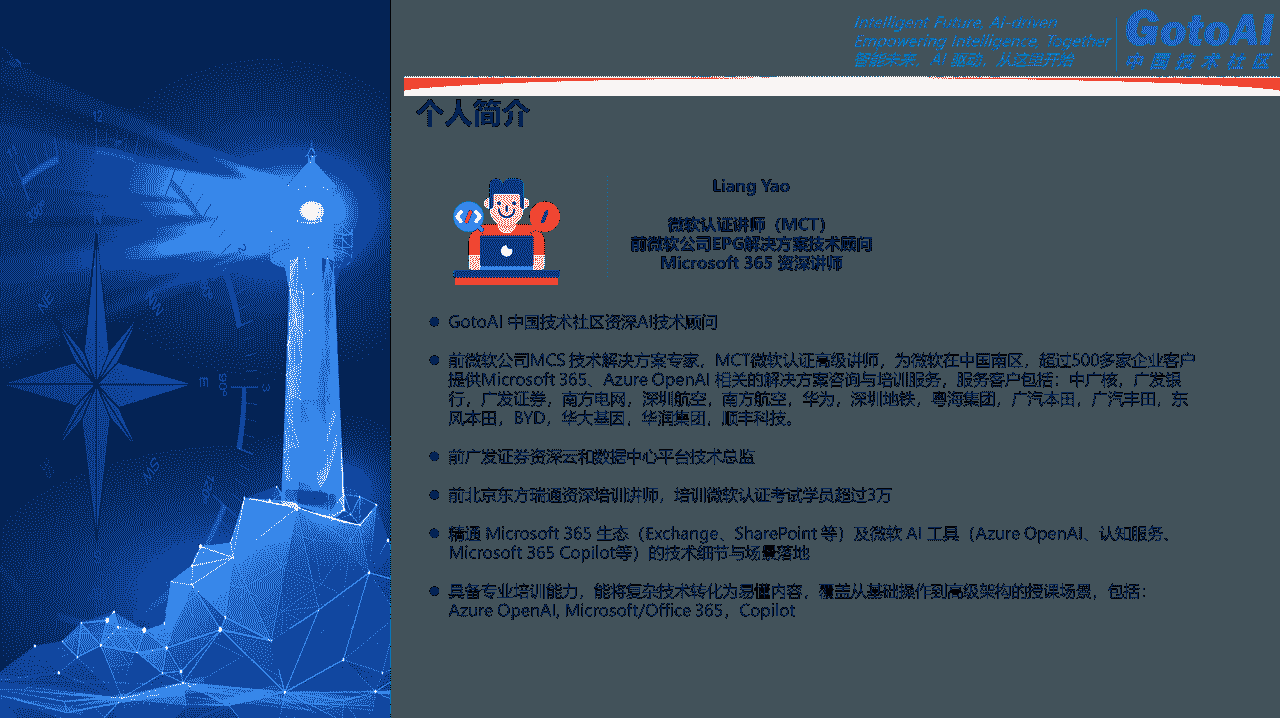 Intelligent Future, AI-driven
Empowering Intelligence, Together
智能未来，AI 驱动，从这里开始
GotoAI
中国技术社区
个人简介
Liang Yao
微软认证讲师（MCT）
前微软公司EPG解决方案技术顾问
Microsoft 365 资深讲师
GotoAI 中国技术社区资深AI技术顾问
前微软公司MCS 技术解决方案专家，MCT微软认证高级讲师，为微软在中国南区，超过500多家企业客户
提供Microsoft 365、Azure OpenAI 相关的解决方案咨询与培训服务，服务客户包括：中广核，广发银
行，广发证券，南方电网，深圳航空，南方航空，华为，深圳地铁，粤海集团，广汽本田，广汽丰田，东
风本田，BYD，华大基因，华润集团，顺丰科技。
前广发证劵资深云和数据中心平台技术总监
前北京东方瑞通资深培训讲师，培训微软认证考试学员超过3万
精通 Microsoft 365 生态（Exchange、SharePoint 等）及微软 AI 工具（Azure OpenAI、认知服务、
Microsoft 365 Copilot等）的技术细节与场景落地
具备专业培训能力，能将复杂技术转化为易懂内容，覆盖从基础操作到高级架构的授课场景，包括：
Azure OpenAI, Microsoft/Office 365，Copilot
12
NE
NW
E
SW
3